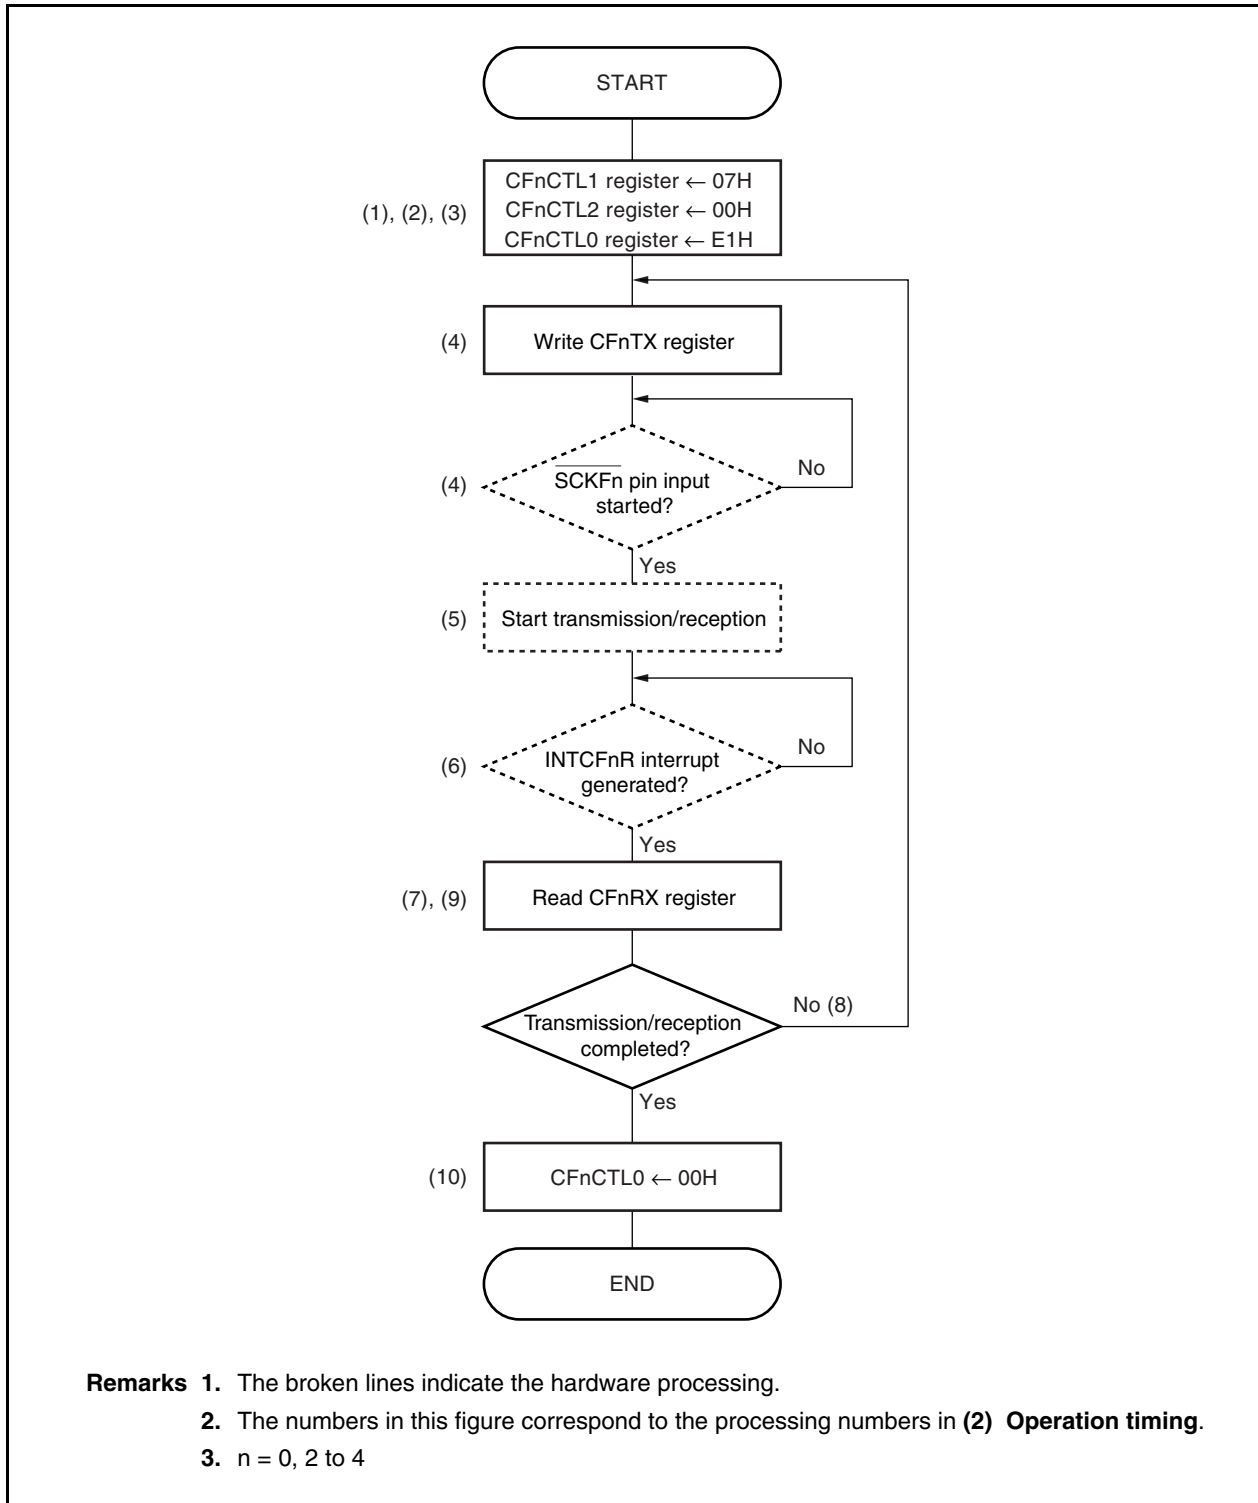 START
(1), (2), (3)
CFnCTL1 register ← 07H
CFnCTL2 register ← 00H
CFnCTL0 register ← E1H
(4)
Write CFnTX register
(4)
S̅C̅K̅F̅n̅ pin input
started?
No
Yes
(5)
Start transmission/reception
(6)
INTCFnR interrupt
generated?
No
Yes
(7), (9)
Read CFnRX register
Transmission/reception
completed?
No (8)
Yes
(10)
CFnCTL0 ← 00H
END
Remarks 1. The broken lines indicate the hardware processing.
2. The numbers in this figure correspond to the processing numbers in (2) Operation timing.
3. n = 0, 2 to 4